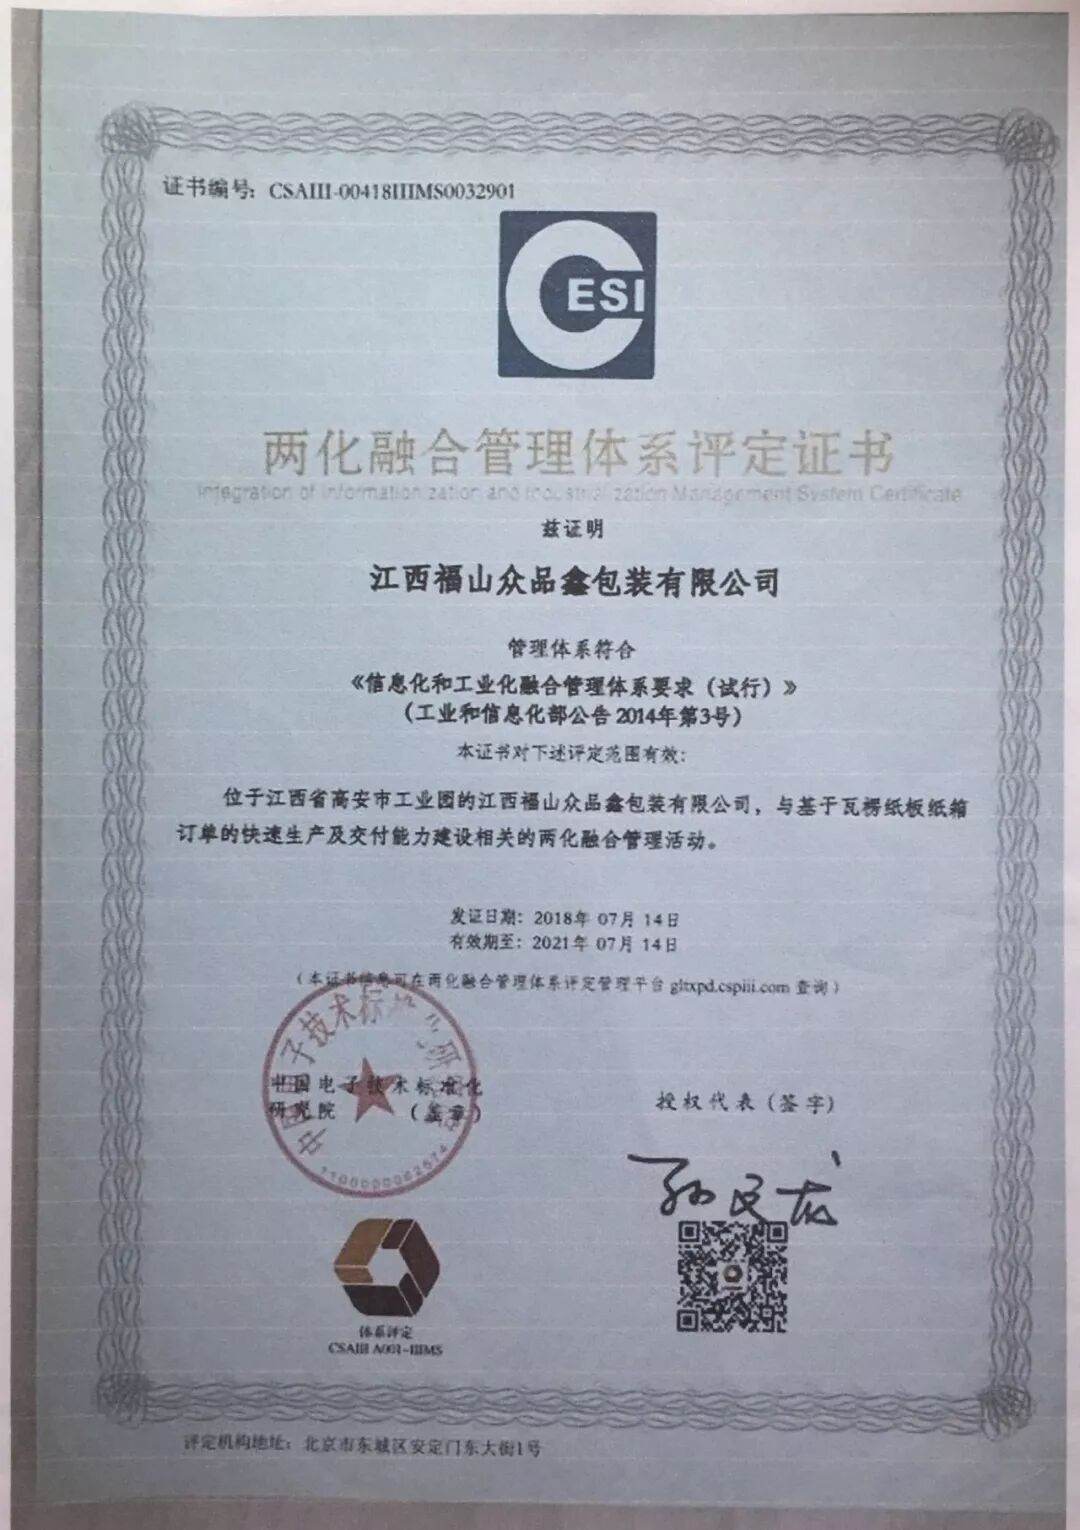 证书编号: CSAIII-00418IIIMS0032901
CESI
两化融合管理体系评定证书
Integration of Informationization and Industrialization Management System Certificate
兹证明
江西福山众品鑫包装有限公司
管理体系符合
《信息化和工业化融合管理体系要求（试行）》
（工业和信息化部公告2014年第3号）
本证书对下述评定范围有效：
位于江西省高安市工业园的江西福山众品鑫包装有限公司，与基于瓦楞纸板纸箱
订单的快速生产及交付能力建设相关的两化融合管理活动。
发证日期：2018年 07月 14日
有效期至：2021年 07月 14日
（本证书信息可在两化融合管理体系评定管理平台 gltxpd.cspiii.com 查询）
中国电子技术标准化
研究院 （盖章）
1100000062574
授权代表（签字）
孙文龙
体系评定
CSAIII A001-IIIMS
评定机构地址：北京市东城区安定门东大街1号